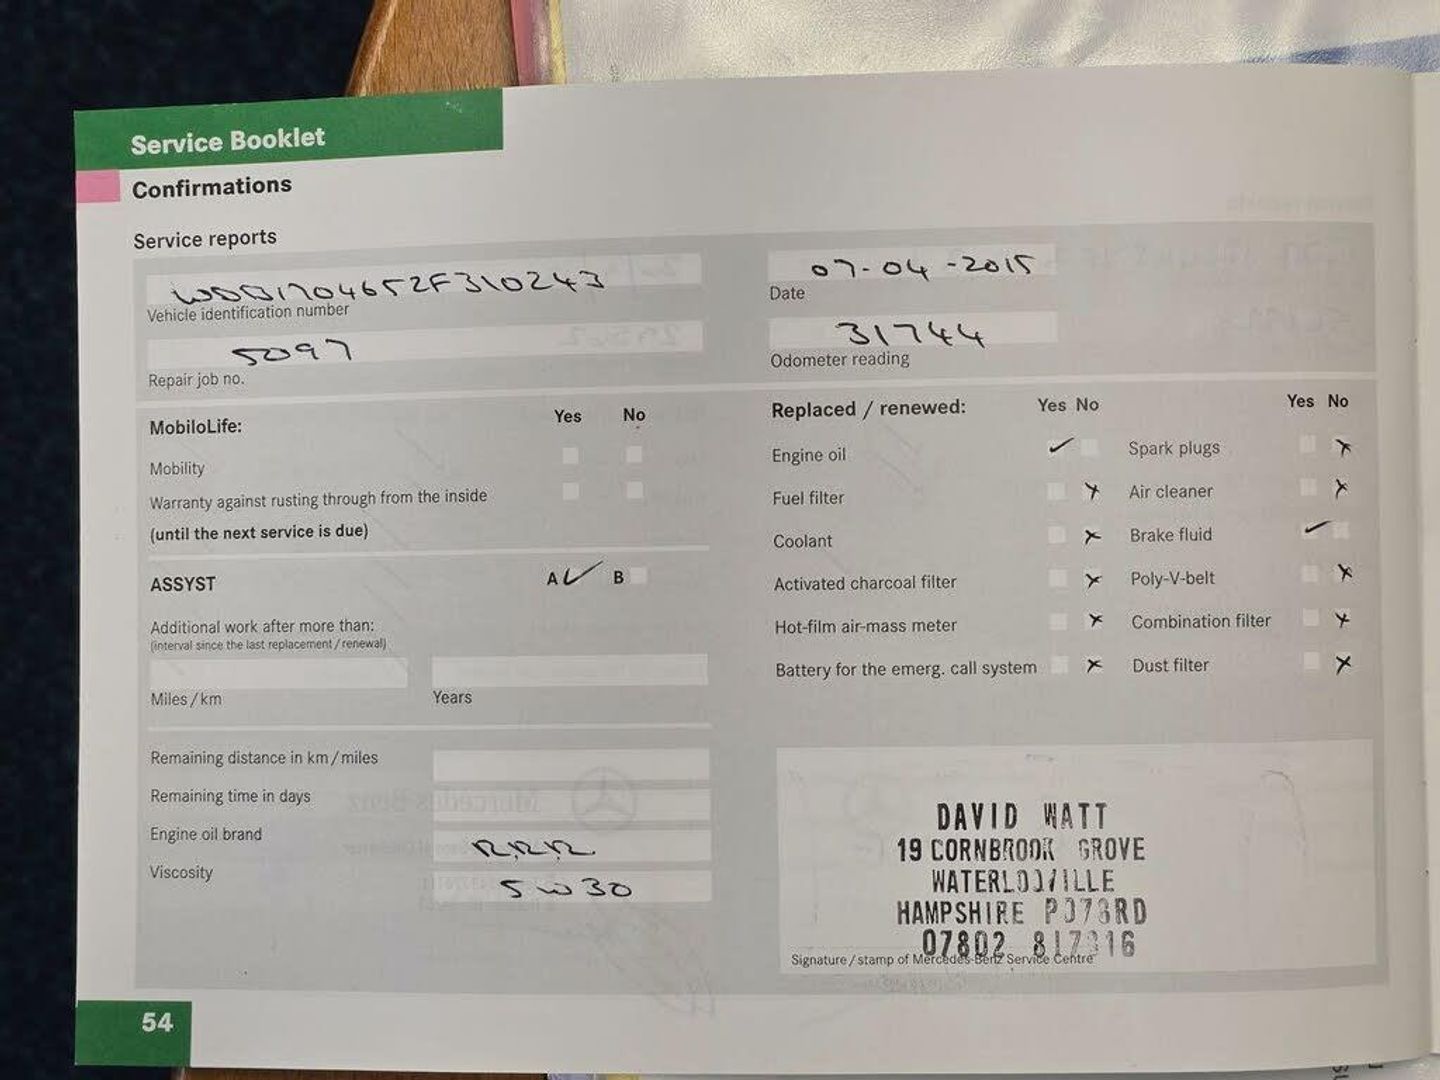 Service Booklet
Confirmations
Service reports
WDB1704652F310243
Vehicle identification number
07-04-2015
Date
5097
Repair job no.
31744
Odometer reading
MobiloLife: Yes No
Mobility
Warranty against rusting through from the inside
(until the next service is due)
ASSYST A B
Additional work after more than:
(interval since the last replacement / renewal)
Miles / km Years
Remaining distance in km / miles
Remaining time in days
Engine oil brand
Viscosity 5W30
Replaced / renewed: Yes No Yes No
Engine oil Spark plugs
Fuel filter Air cleaner
Coolant Brake fluid
Activated charcoal filter Poly-V-belt
Hot-film air-mass meter Combination filter
Battery for the emerg. call system Dust filter
DAVID WATT
19 CORNBROOK GROVE
WATERLOOVILLE
HAMPSHIRE
07802
Signature / stamp of Mercedes-Benz Service Centre
54